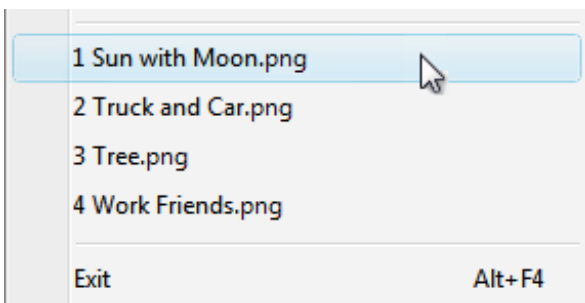 1 Sun with Moon.png
2 Truck and Car.png
3 Tree.png
4 Work Friends.png
Exit Alt+F4